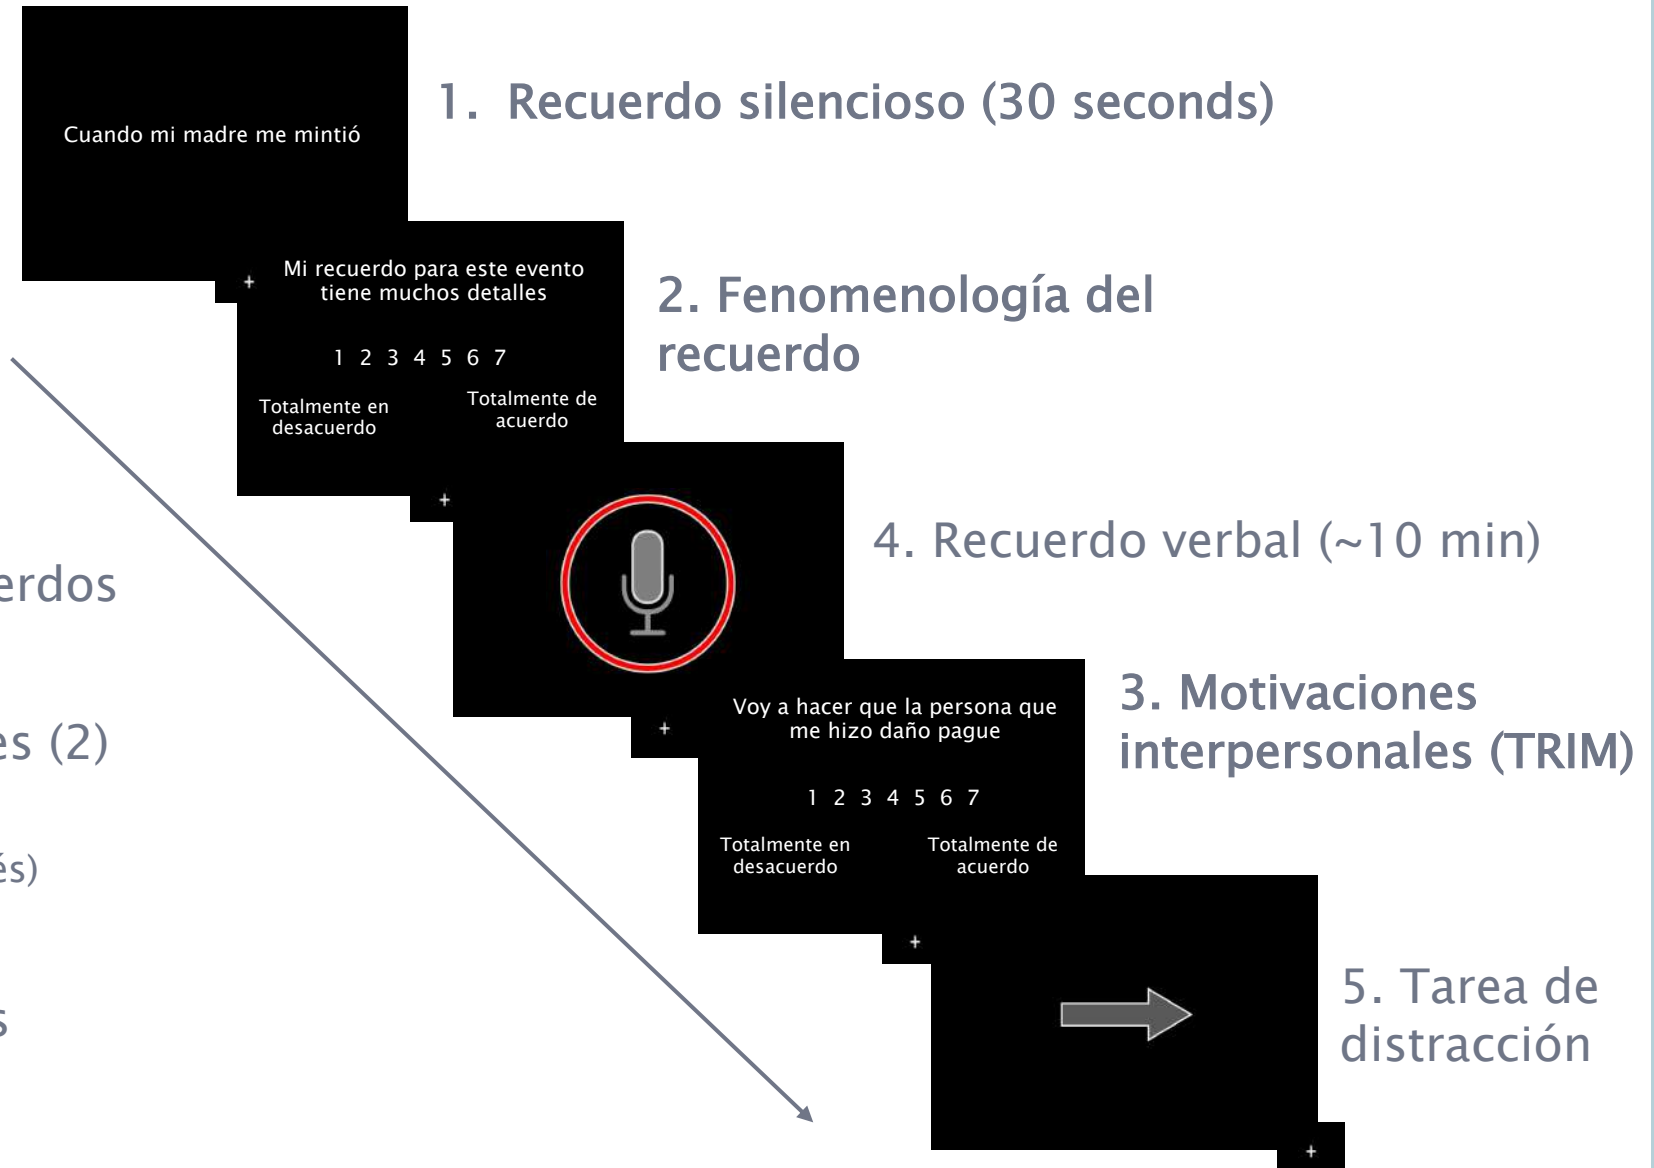 Cuando mi madre me mintió
1. Recuerdo silencioso (30 seconds)
+
Mi recuerdo para este evento
tiene muchos detalles
1 2 3 4 5 6 7
Totalmente en
desacuerdo
Totalmente de
acuerdo
2. Fenomenología del
recuerdo
+
4. Recuerdo verbal (~10 min)
erdos
+
Voy a hacer que la persona que
me hizo daño pague
1 2 3 4 5 6 7
Totalmente en
desacuerdo
Totalmente de
acuerdo
3. Motivaciones
interpersonales (TRIM)
es (2)
és)
+
5. Tarea de
distracción
s
+